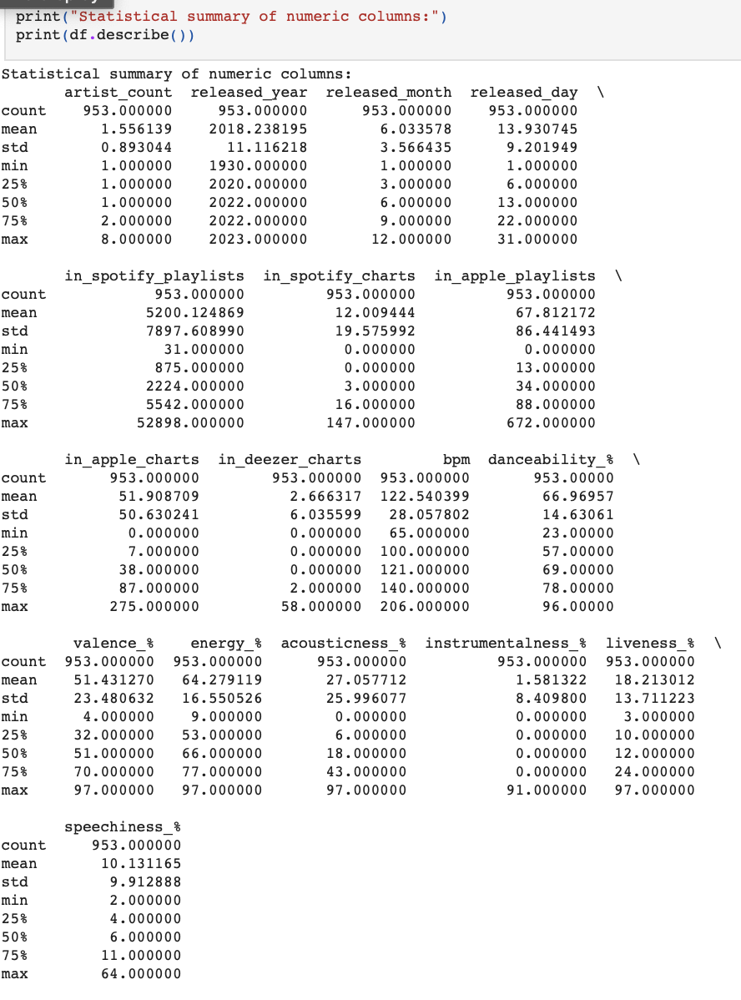 print("Statistical summary of numeric columns:")
print(df.describe())
Statistical summary of numeric columns:
       artist_count  released_year  released_month  released_day  \
count    953.000000     953.000000      953.000000    953.000000
mean       1.556139    2018.238195        6.033578     13.930745
std        0.893044      11.116218        3.566435      9.201949
min        1.000000    1930.000000        1.000000      1.000000
25%        1.000000    2020.000000        3.000000      6.000000
50%        1.000000    2022.000000        6.000000     13.000000
75%        2.000000    2022.000000        9.000000     22.000000
max        8.000000    2023.000000       12.000000     31.000000
       in_spotify_playlists  in_spotify_charts  in_apple_playlists  \
count            953.000000         953.000000          953.000000
mean            5200.124869          12.009444           67.812172
std             7897.608990          19.575992           86.441493
min               31.000000           0.000000            0.000000
25%              875.000000           0.000000           13.000000
50%             2224.000000           3.000000           34.000000
75%             5542.000000          16.000000           88.000000
max            52898.000000         147.000000          672.000000
       in_apple_charts  in_deezer_charts         bpm  danceability_%  \
count       953.000000        953.000000  953.000000       953.00000
mean         51.908709          2.666317  122.540399        66.96957
std          50.630241          6.035599   28.057802        14.63061
min           0.000000          0.000000   65.000000        23.00000
25%           7.000000          0.000000  100.000000        57.00000
50%          38.000000          0.000000  121.000000        69.00000
75%          87.000000          2.000000  140.000000        78.00000
max         275.000000         58.000000  206.000000        96.00000
        valence_%    energy_%  acousticness_%  instrumentalness_%  liveness_%  \
count  953.000000  953.000000      953.000000          953.000000  953.000000
mean    51.431270   64.279119       27.057712            1.581322   18.213012
std     23.480632   16.550526       25.996077            8.409800   13.711223
min      4.000000    9.000000        0.000000            0.000000    3.000000
25%     32.000000   53.000000        6.000000            0.000000   10.000000
50%     51.000000   66.000000       18.000000            0.000000   12.000000
75%     70.000000   77.000000       43.000000            0.000000   24.000000
max     97.000000   97.000000       97.000000           91.000000   97.000000
       speechiness_%
count     953.000000
mean       10.131165
std         9.912888
min         2.000000
25%         4.000000
50%         6.000000
75%        11.000000
max        64.000000